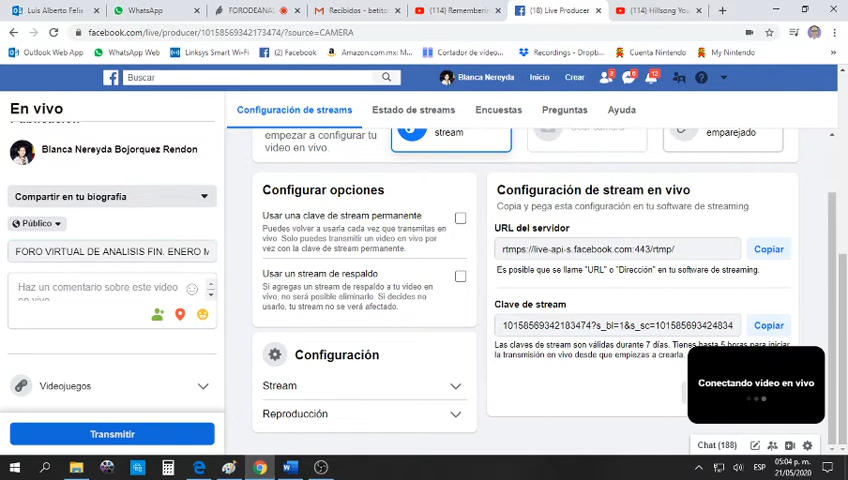 Luis Alberto Felix
WhatsApp
FORODEANAL
Recibidos - betito
(114) Rememberin
(18) Live Producer
(114) Hillsong You
facebook.com/live/producer/10158569342173474/?source=CAMERA
Outlook Web App
WhatsApp Web
Linksys Smart Wi-Fi
(2) Facebook
Amazon.com.mx:
Cortador de vídeo...
Recordings - Dropb...
Cuenta Nintendo
My Nintendo
Buscar
Blanca Nereyda
Inicio
Crear
En vivo
Configuración de streams
Estado de streams
Encuestas
Preguntas
Ayuda
Publicación
Blanca Nereyda Bojorquez Rendon
Compartir en tu biografía
Público
FORO VIRTUAL DE ANALISIS FIN. ENERO M
Haz un comentario sobre este video
en vivo
Videojuegos
Transmitir
empezar a configurar tu
video en vivo.
stream
Usar cámara
emparejado
Configurar opciones
Usar una clave de stream permanente
Puedes volver a usarla cada vez que transmitas en
vivo. Solo puedes transmitir un video en vivo por
vez con la clave de stream permanente.
Usar un stream de respaldo
Si agregas un stream de respaldo a tu video en
vivo, no será posible eliminarlo. Si decides no
usarlo, tu stream no se verá afectado.
Configuración
Stream
Reproducción
Configuración de stream en vivo
Copia y pega esta configuración en tu software de streaming.
URL del servidor
rtmps://live-api-s.facebook.com:443/rtmp/
Copiar
Es posible que se llame "URL" o "Dirección" en tu software de streaming.
Clave de stream
10158569342183474?s_bl=1&s_sc=101585693424834
Copiar
Las claves de stream son válidas durante 7 días. Tienes hasta 5 horas para iniciar
la transmisión en vivo desde que empiezas a crearla.
Conectando video en vivo
Chat (188)
ESP
05:04 p. m.
21/05/2020